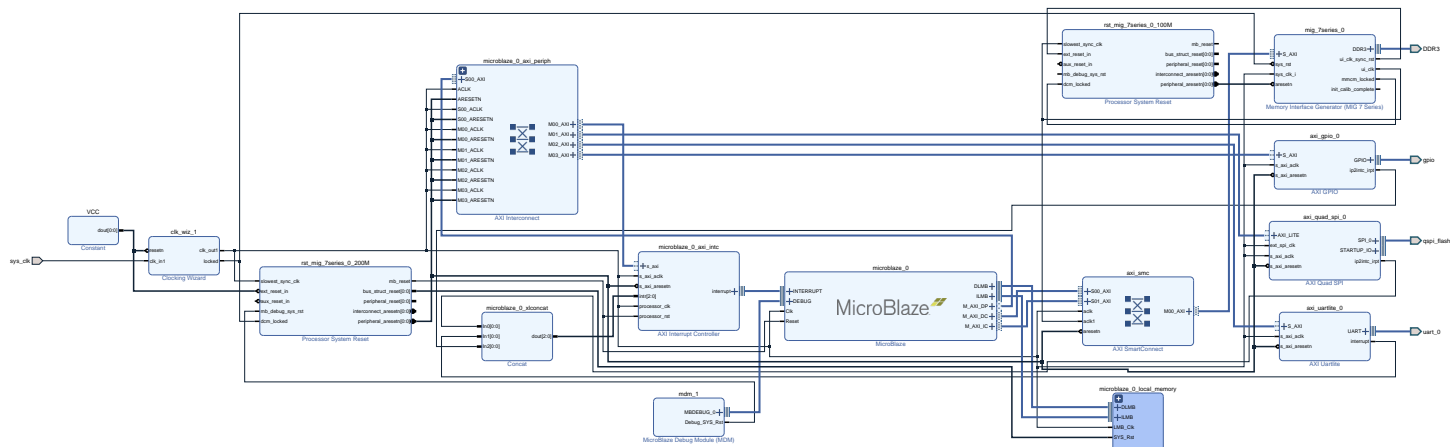 rst_mig_7series_0_100M
slowest_sync_clk
ext_reset_in
aux_reset_in
mb_debug_sys_rst
dcm_locked
mb_reset
bus_struct_reset[0:0]
peripheral_reset[0:0]
interconnect_aresetn[0:0]
peripheral_aresetn[0:0]
Processor System Reset
mig_7series_0
S_AXI
sys_rst
sys_clk_i
aresetn
DDR3
ui_clk_sync_rst
ui_clk
mmcm_locked
init_calib_complete
Memory Interface Generator (MIG 7 Series)
DDR3
microblaze_0_axi_periph
S00_AXI
ACLK
ARESETN
S00_ACLK
S00_ARESETN
M00_ACLK
M00_ARESETN
M01_ACLK
M01_ARESETN
M02_ACLK
M02_ARESETN
M03_ACLK
M03_ARESETN
M00_AXI
M01_AXI
M02_AXI
M03_AXI
AXI Interconnect
axi_gpio_0
S_AXI
s_axi_aclk
s_axi_aresetn
GPIO
ip2intc_irpt
AXI GPIO
gpio
VCC
dout[0:0]
Constant
sys_clk
clk_wiz_1
resetn
clk_in1
clk_out1
locked
Clocking Wizard
rst_mig_7series_0_200M
slowest_sync_clk
ext_reset_in
aux_reset_in
mb_debug_sys_rst
dcm_locked
mb_reset
bus_struct_reset[0:0]
peripheral_reset[0:0]
interconnect_aresetn[0:0]
peripheral_aresetn[0:0]
Processor System Reset
microblaze_0_xlconcat
In0[0:0]
In1[0:0]
In2[0:0]
dout[2:0]
Concat
microblaze_0_axi_intc
s_axi
s_axi_aclk
s_axi_aresetn
intr[2:0]
processor_clk
processor_rst
interrupt
AXI Interrupt Controller
microblaze_0
INTERRUPT
DEBUG
Clk
Reset
MicroBlaze
DLMB
ILMB
M_AXI_DP
M_AXI_DC
M_AXI_IC
MicroBlaze
axi_smc
S00_AXI
S01_AXI
aclk
aclk1
aresetn
M00_AXI
AXI SmartConnect
axi_quad_spi_0
AXI_LITE
ext_spi_clk
s_axi_aclk
s_axi_aresetn
SPI_0
STARTUP_IO
ip2intc_irpt
AXI Quad SPI
qspi_flash
axi_uartlite_0
S_AXI
s_axi_aclk
s_axi_aresetn
UART
interrupt
AXI Uartlite
uart_0
mdm_1
MBDEBUG_0
Debug_SYS_Rst
MicroBlaze Debug Module (MDM)
microblaze_0_local_memory
DLMB
ILMB
LMB_Clk
SYS_Rst